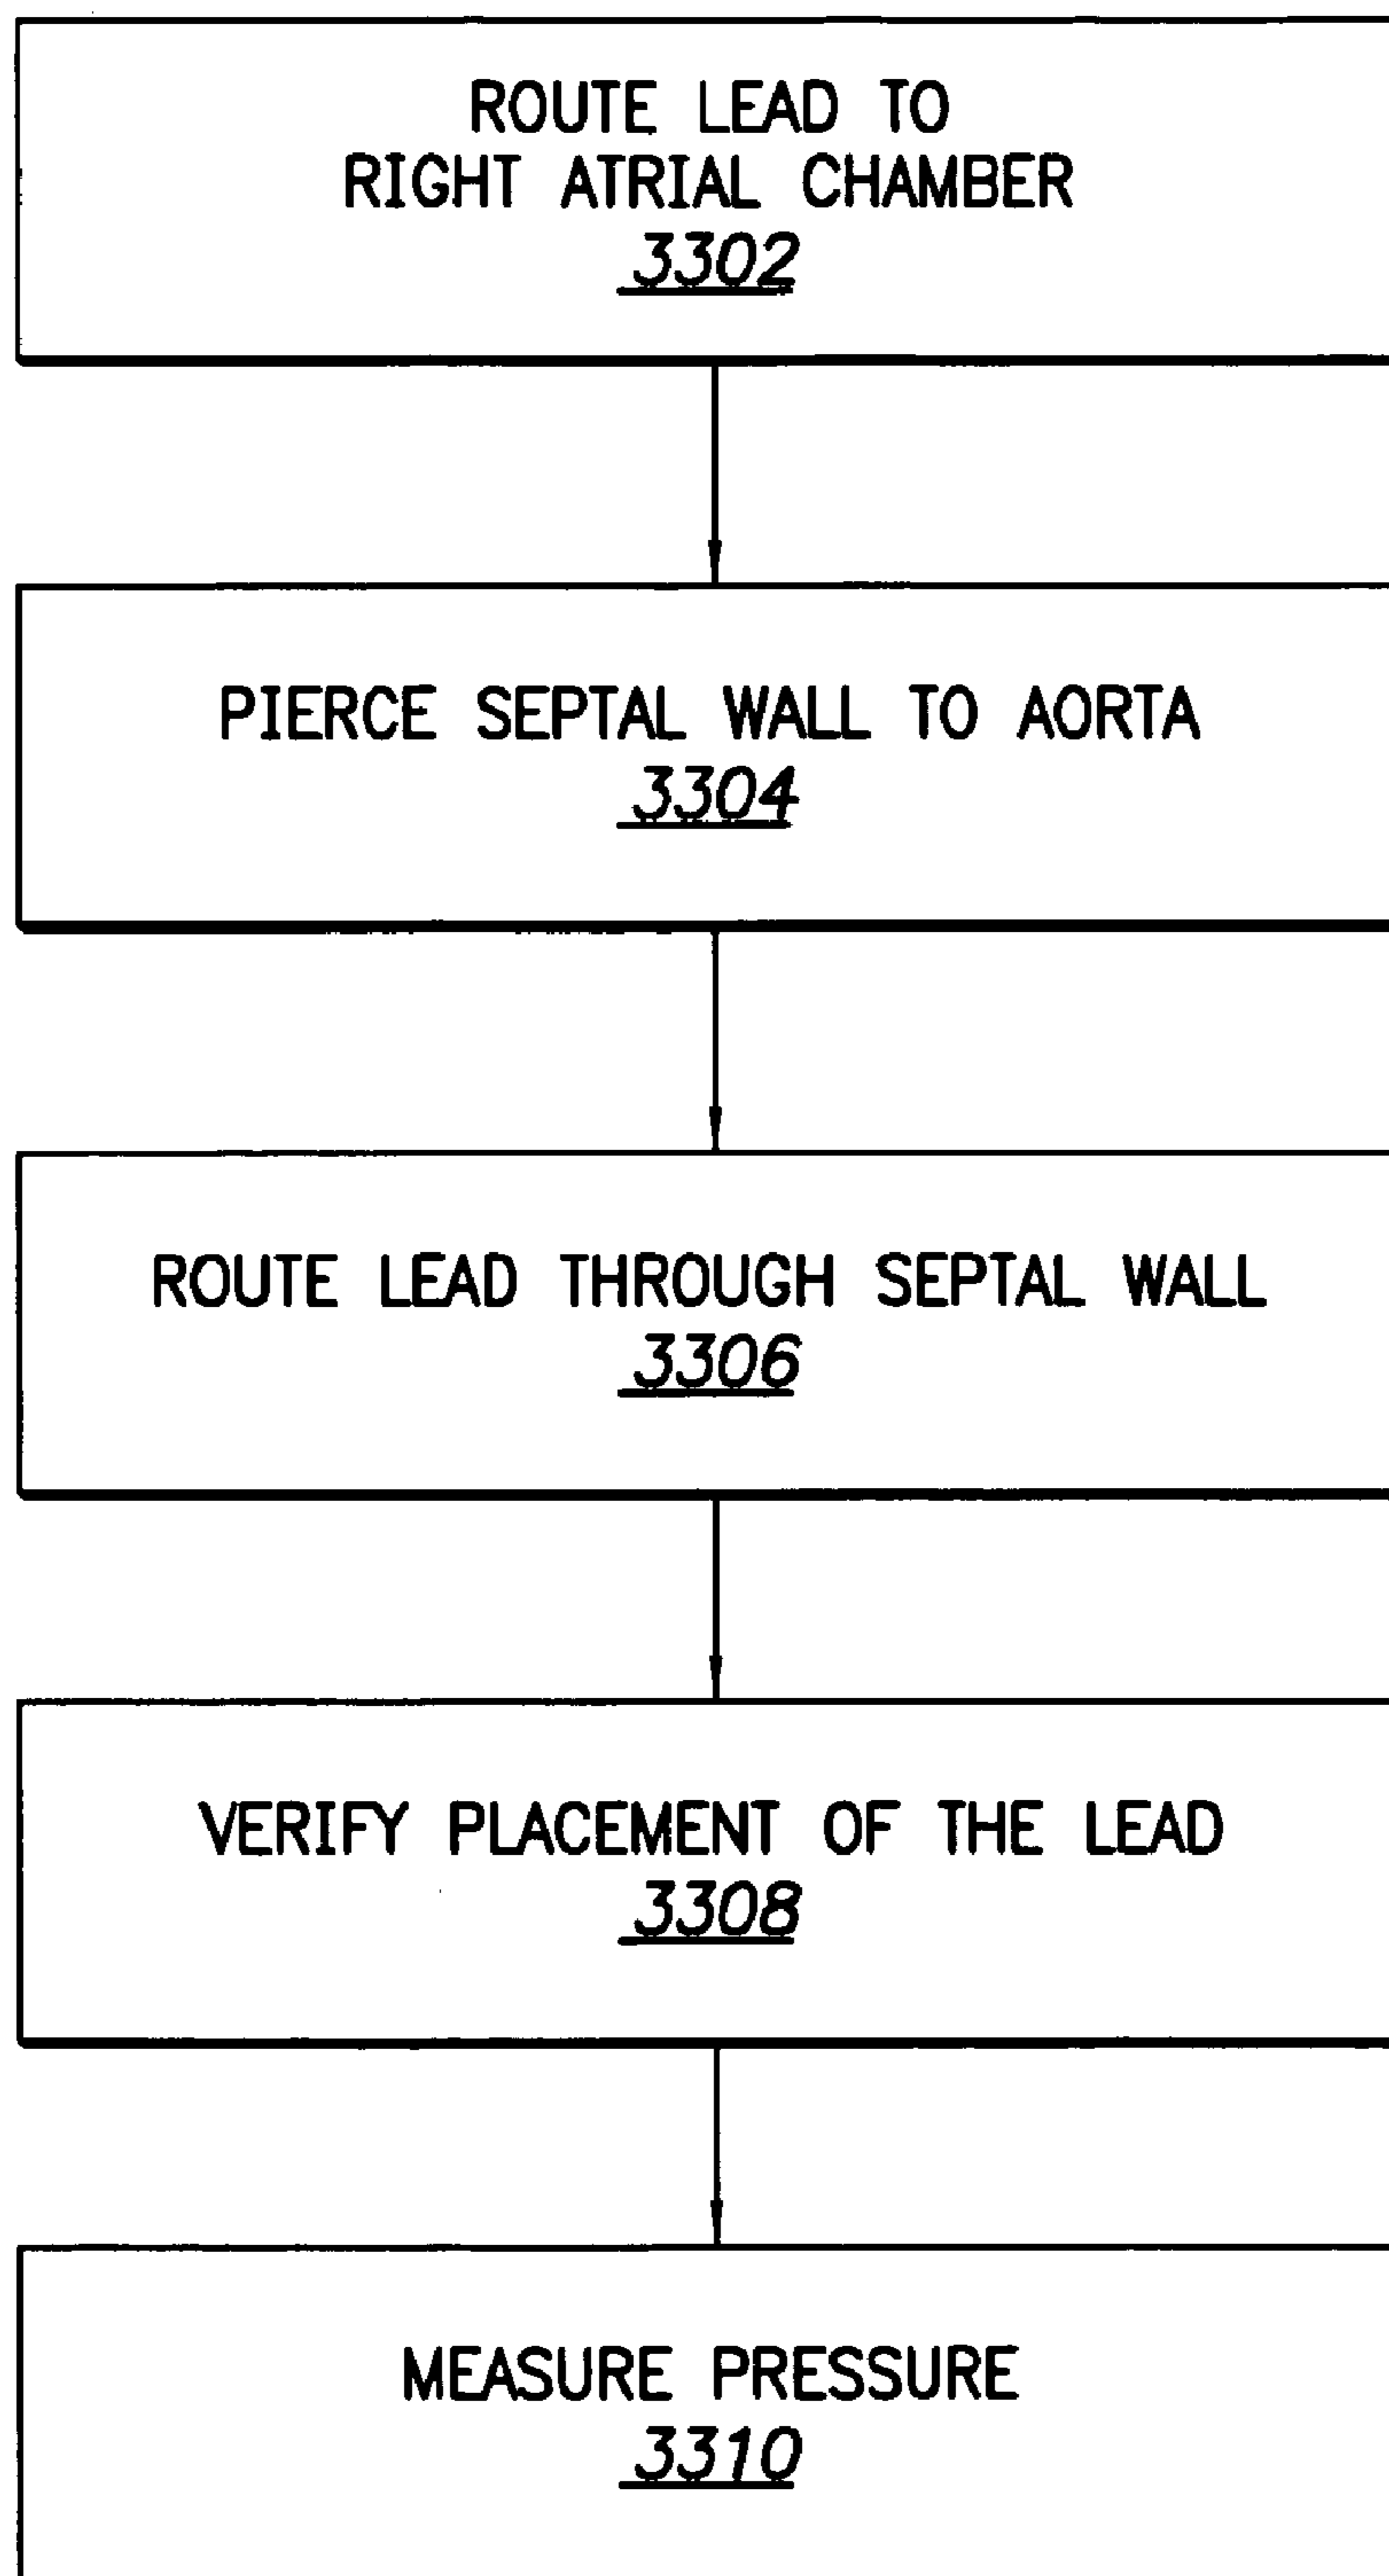 ROUTE LEAD TO
RIGHT ATRIAL CHAMBER
3302
PIERCE SEPTAL WALL TO AORTA
3304
ROUTE LEAD THROUGH SEPTAL WALL
3306
VERIFY PLACEMENT OF THE LEAD
3308
MEASURE PRESSURE
3310